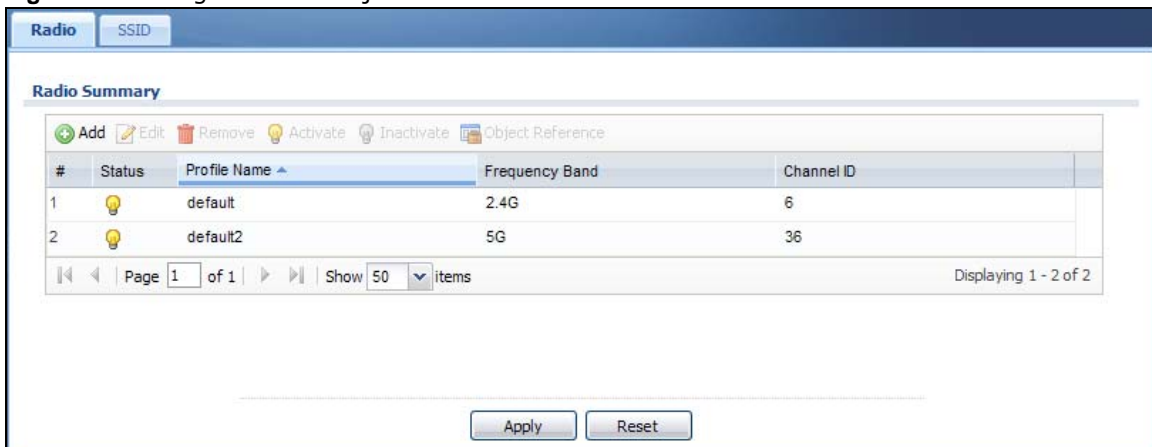 Radio SSID
Radio Summary
Add Edit Remove Activate Inactivate Object Reference
# Status Profile Name Frequency Band Channel ID
1 default 2.4G 6
2 default2 5G 36
Page 1 of 1 Show 50 items Displaying 1 - 2 of 2
Apply Reset